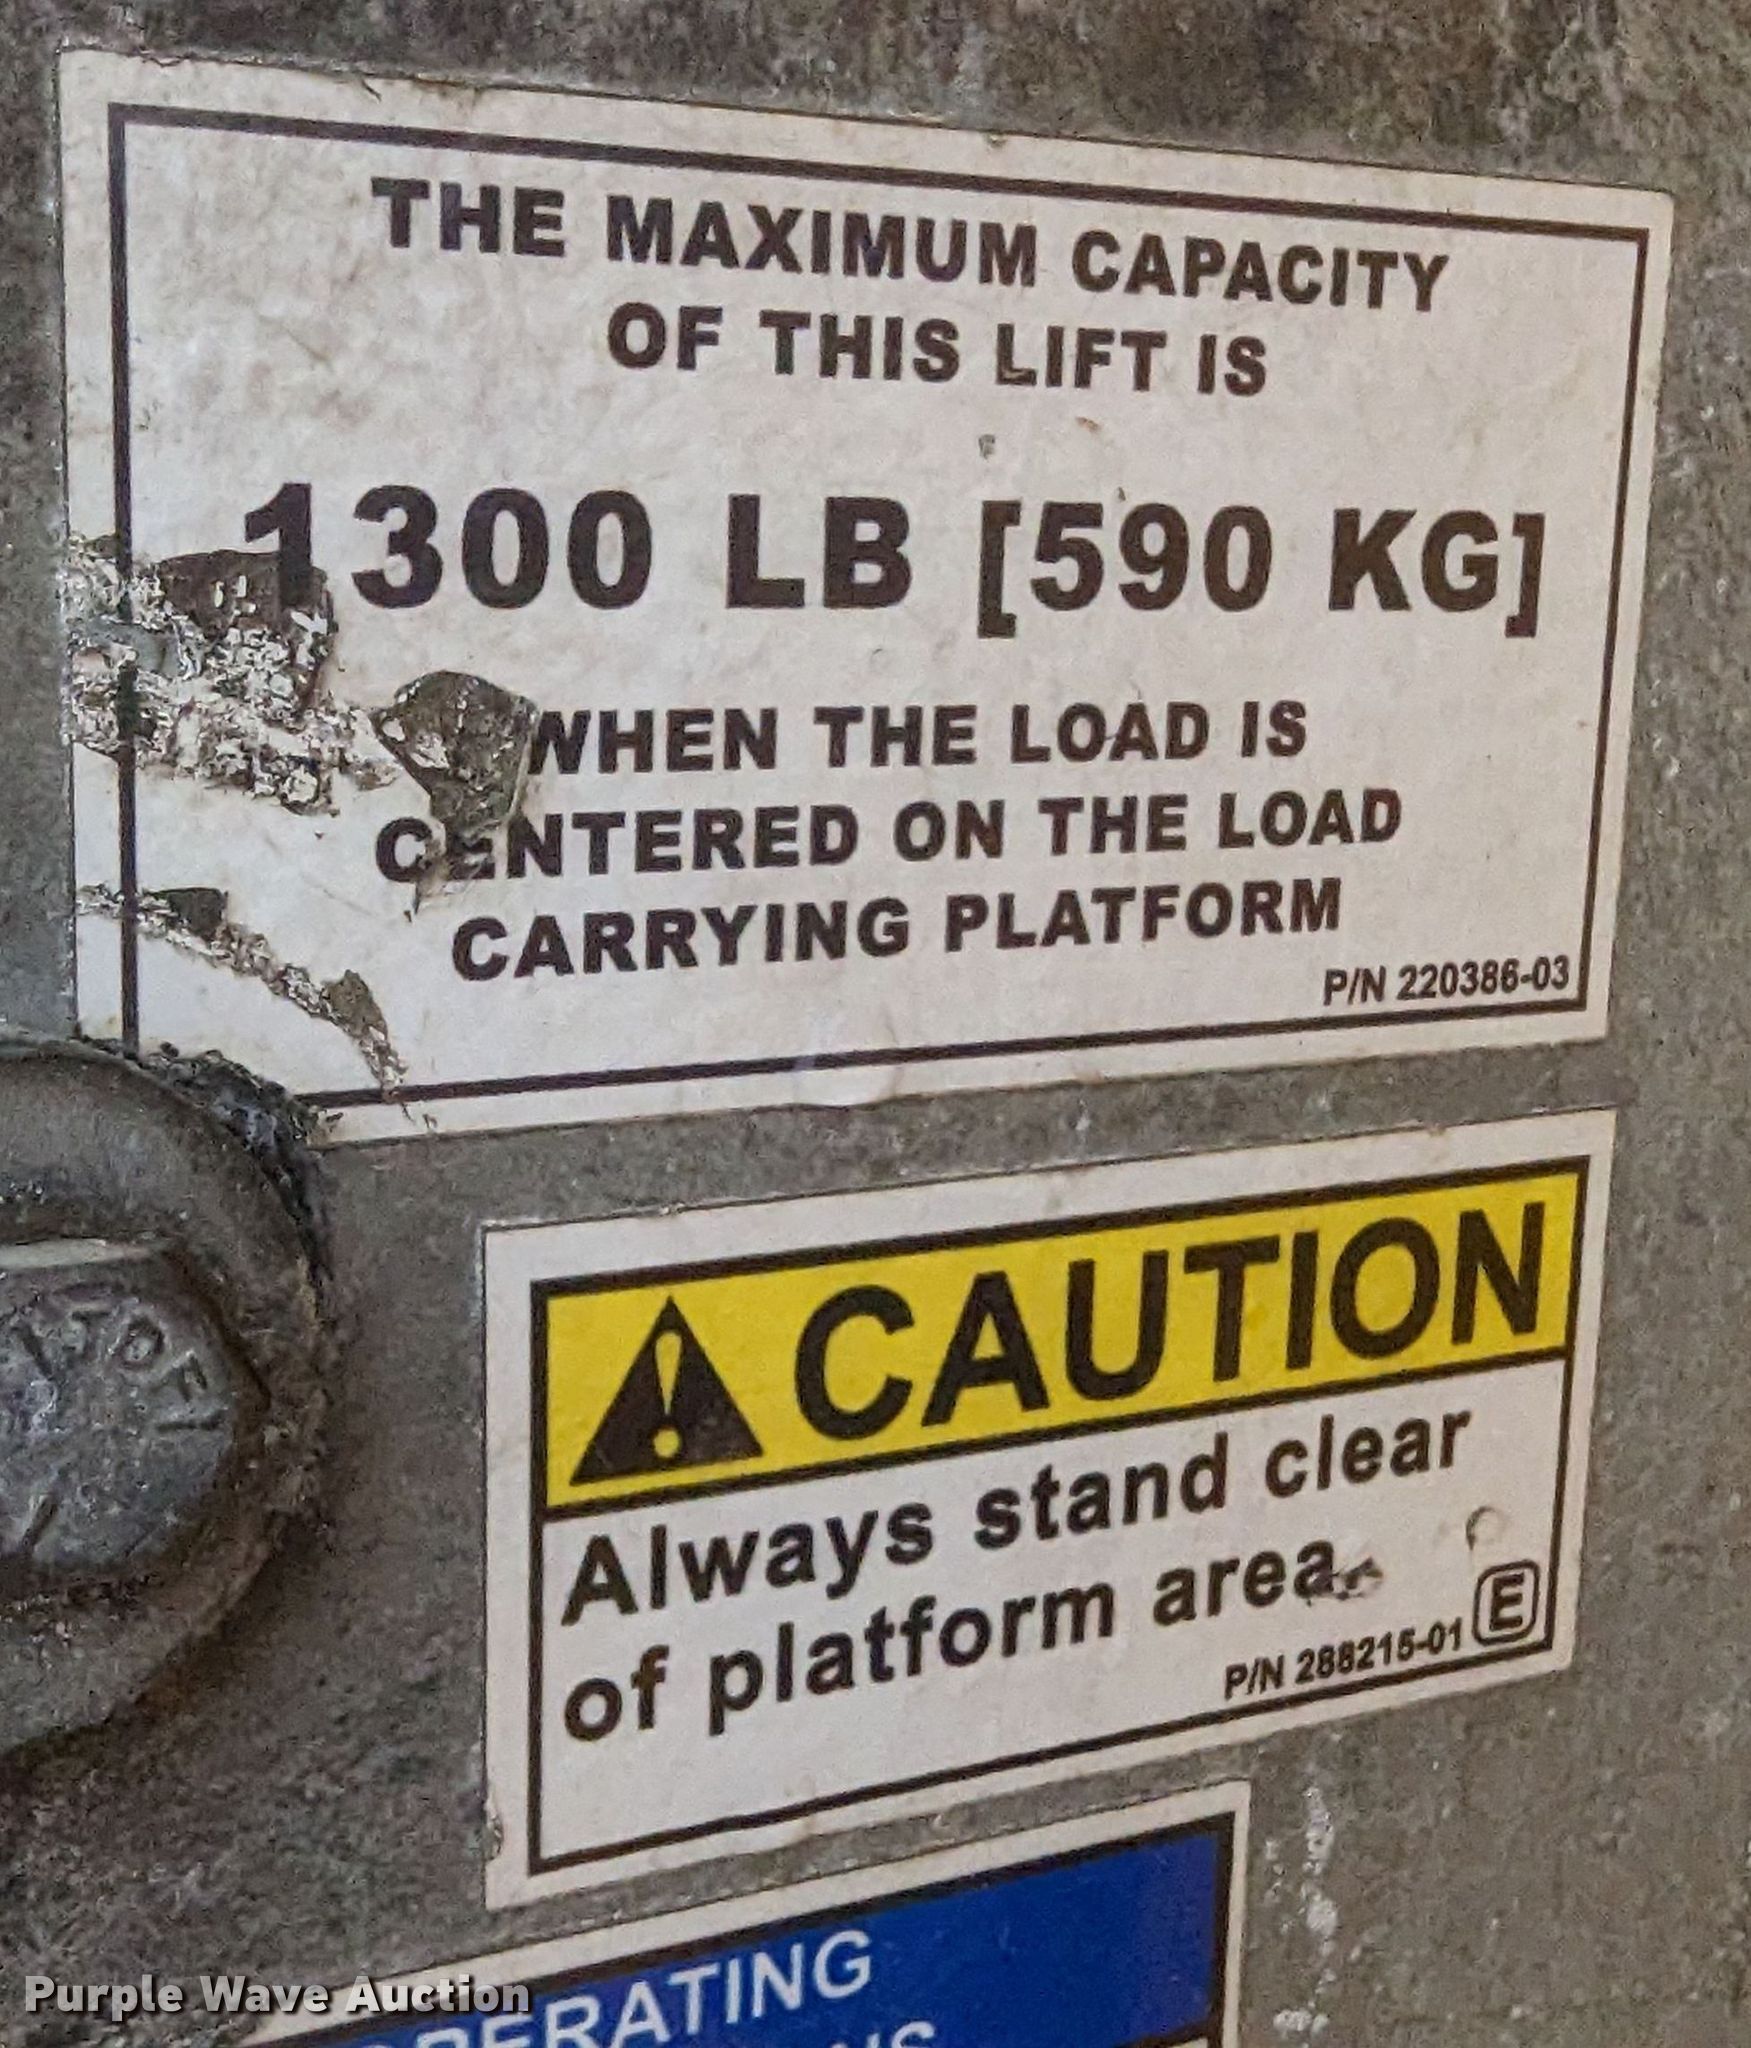 THE MAXIMUM CAPACITY
OF THIS LIFT IS
1300 LB [590 KG]
WHEN THE LOAD IS
CENTERED ON THE LOAD
CARRYING PLATFORM
P/N 220386-03
CAUTION
Always stand clear
of platform area.
P/N 288215-01 E
OPERATING
Purple Wave Auction